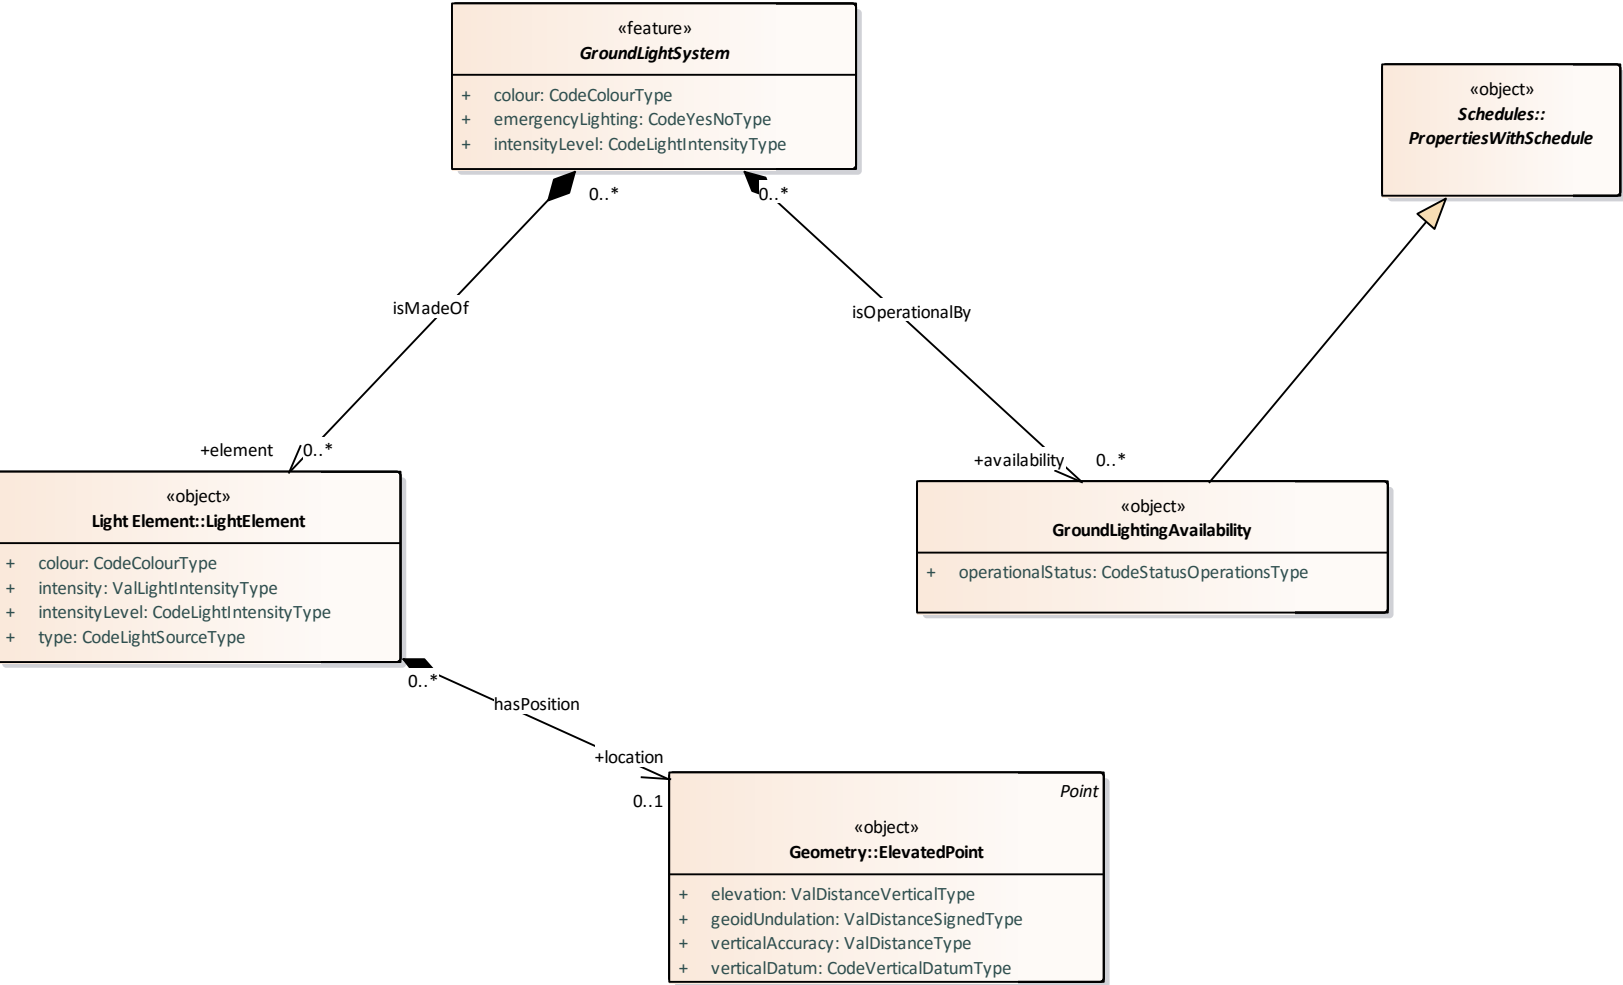 «feature»
GroundLightSystem
+ colour: CodeColourType
+ emergencyLighting: CodeYesNoType
+ intensityLevel: CodeLightIntensityType
«object»
Schedules::
PropertiesWithSchedule
0..*
0..*
isMadeOf
isOperationalBy
+element
0..*
+availability
0..*
«object»
Light Element::LightElement
+ colour: CodeColourType
+ intensity: ValLightIntensityType
+ intensityLevel: CodeLightIntensityType
+ type: CodeLightSourceType
«object»
GroundLightingAvailability
+ operationalStatus: CodeStatusOperationsType
0..*
hasPosition
+location
0..1
Point
«object»
Geometry::ElevatedPoint
+ elevation: ValDistanceVerticalType
+ geoidUndulation: ValDistanceSignedType
+ verticalAccuracy: ValDistanceType
+ verticalDatum: CodeVerticalDatumType